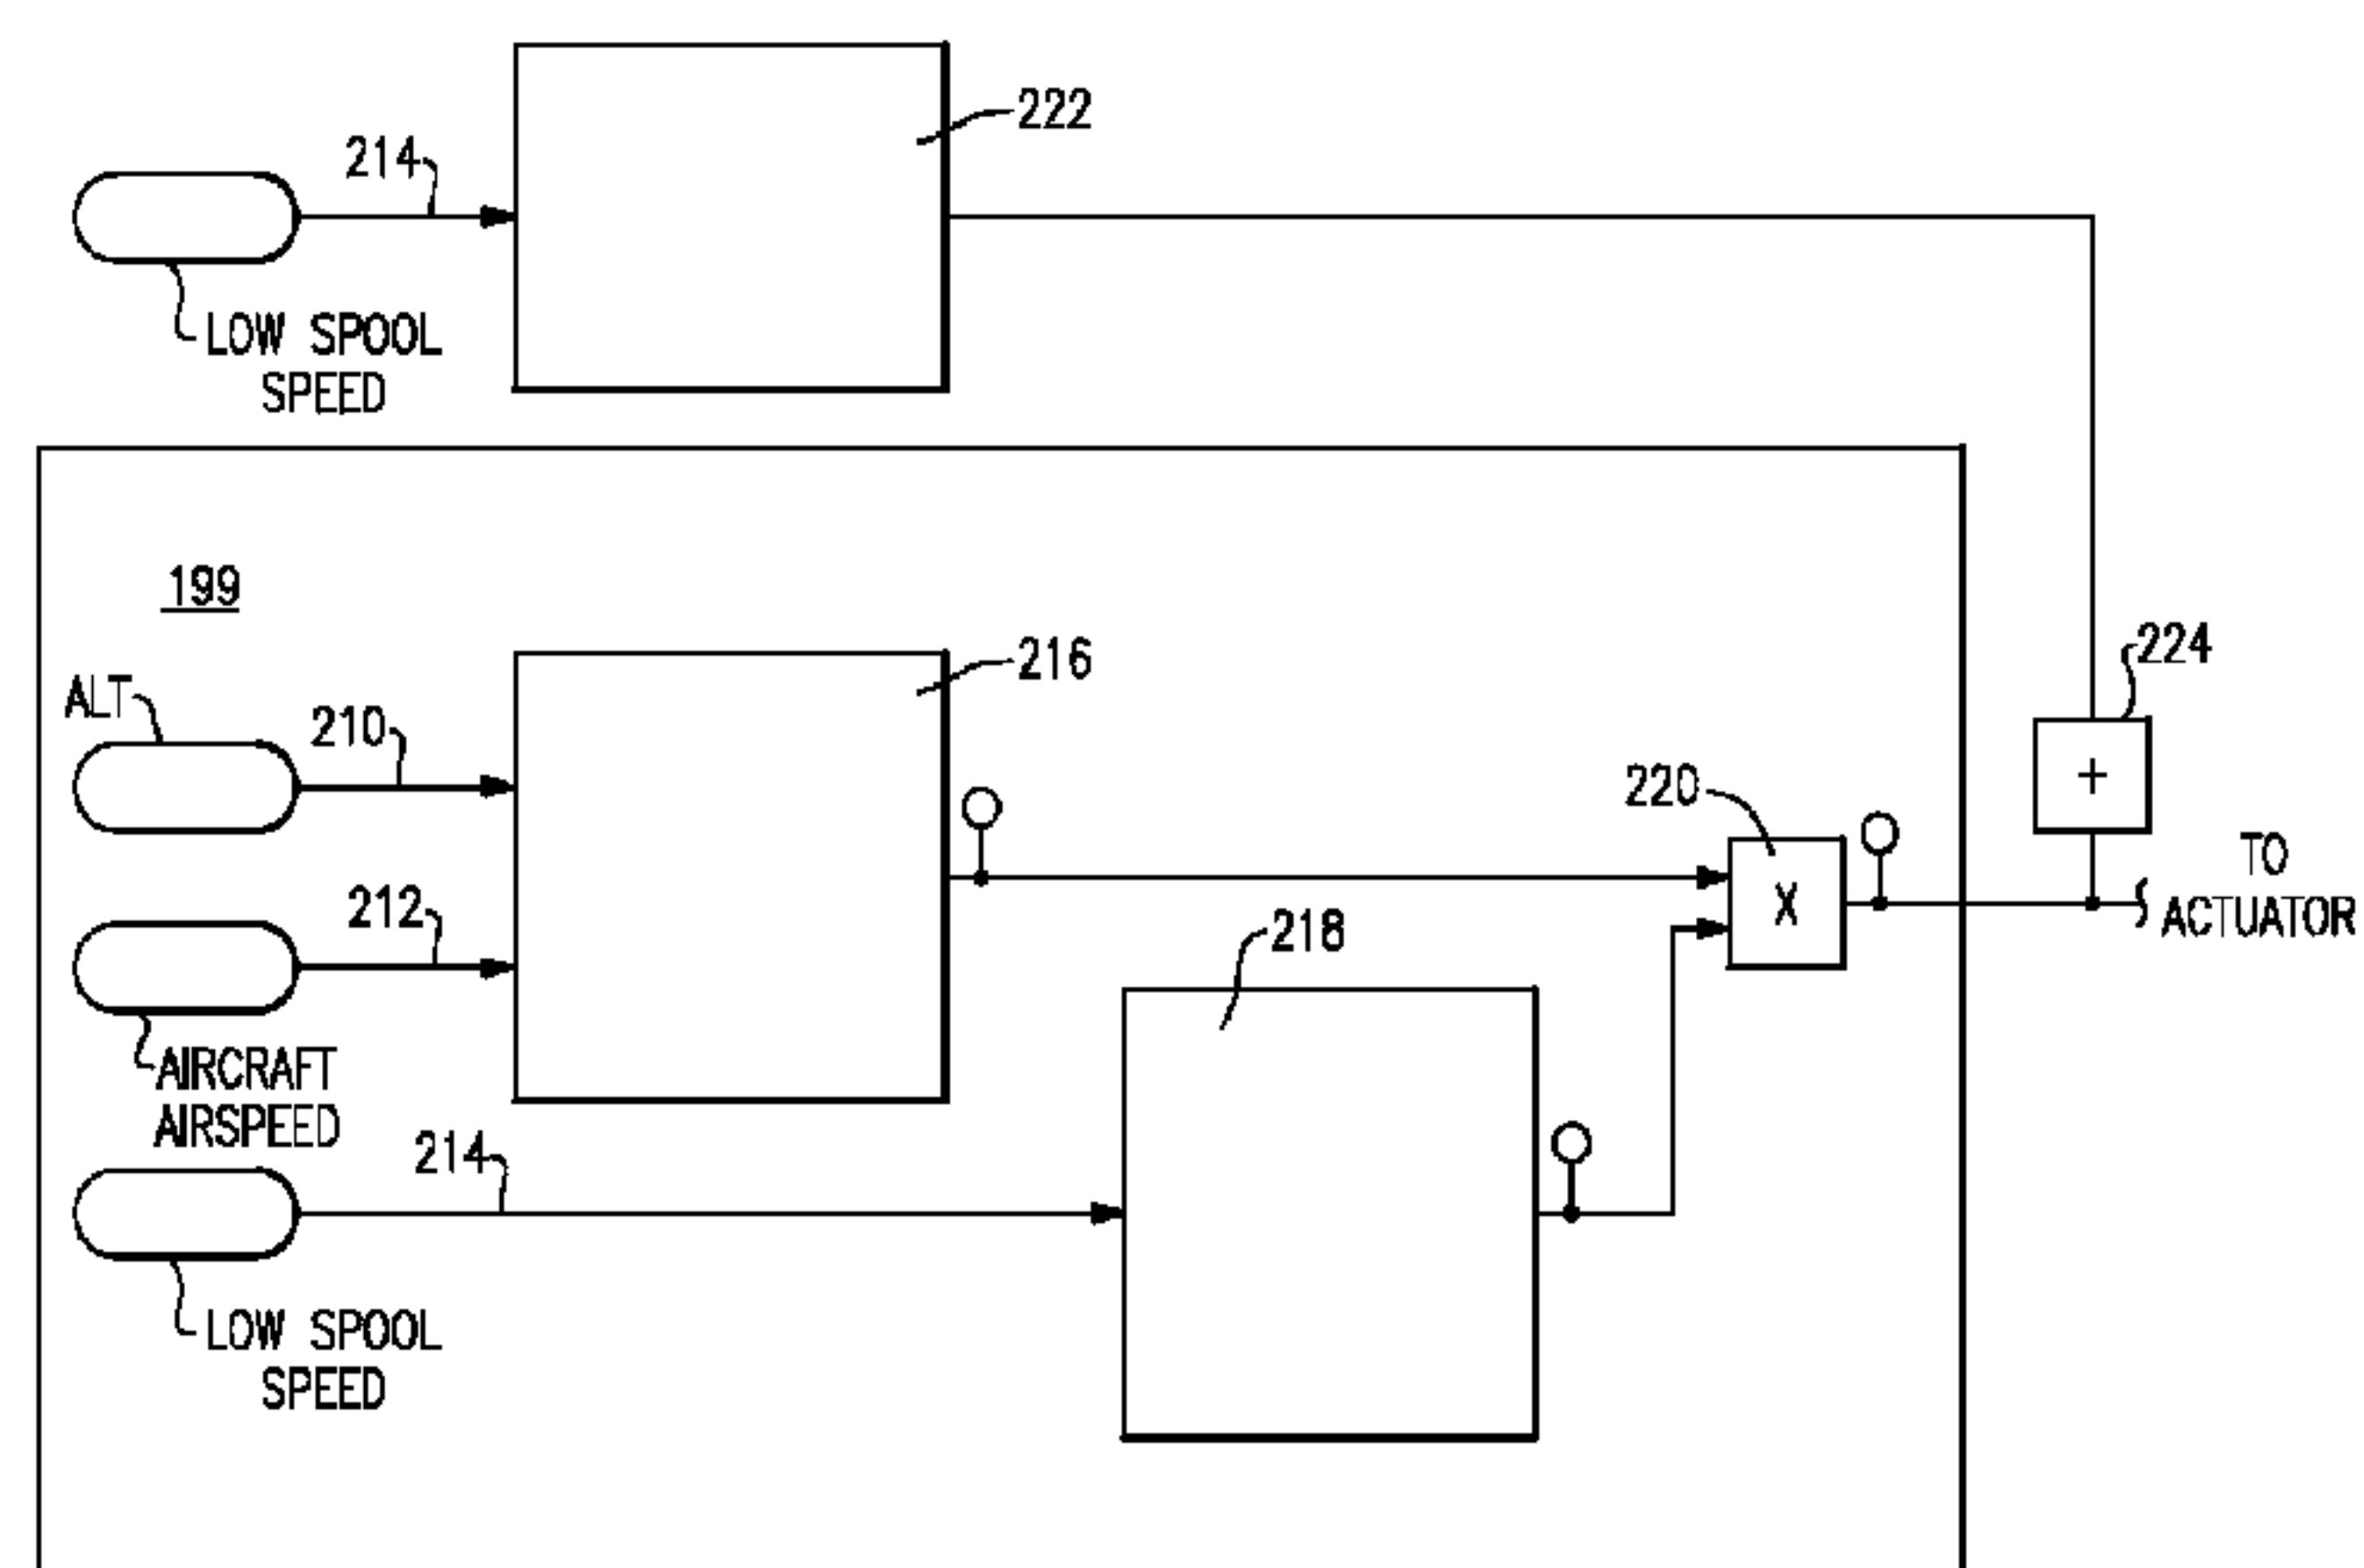 222
214
LOW SPOOL
SPEED
199
216
224
ALT
210
220
+
TO
ACTUATOR
212
218
X
AIRCRAFT
AIRSPEED
214
LOW SPOOL
SPEED